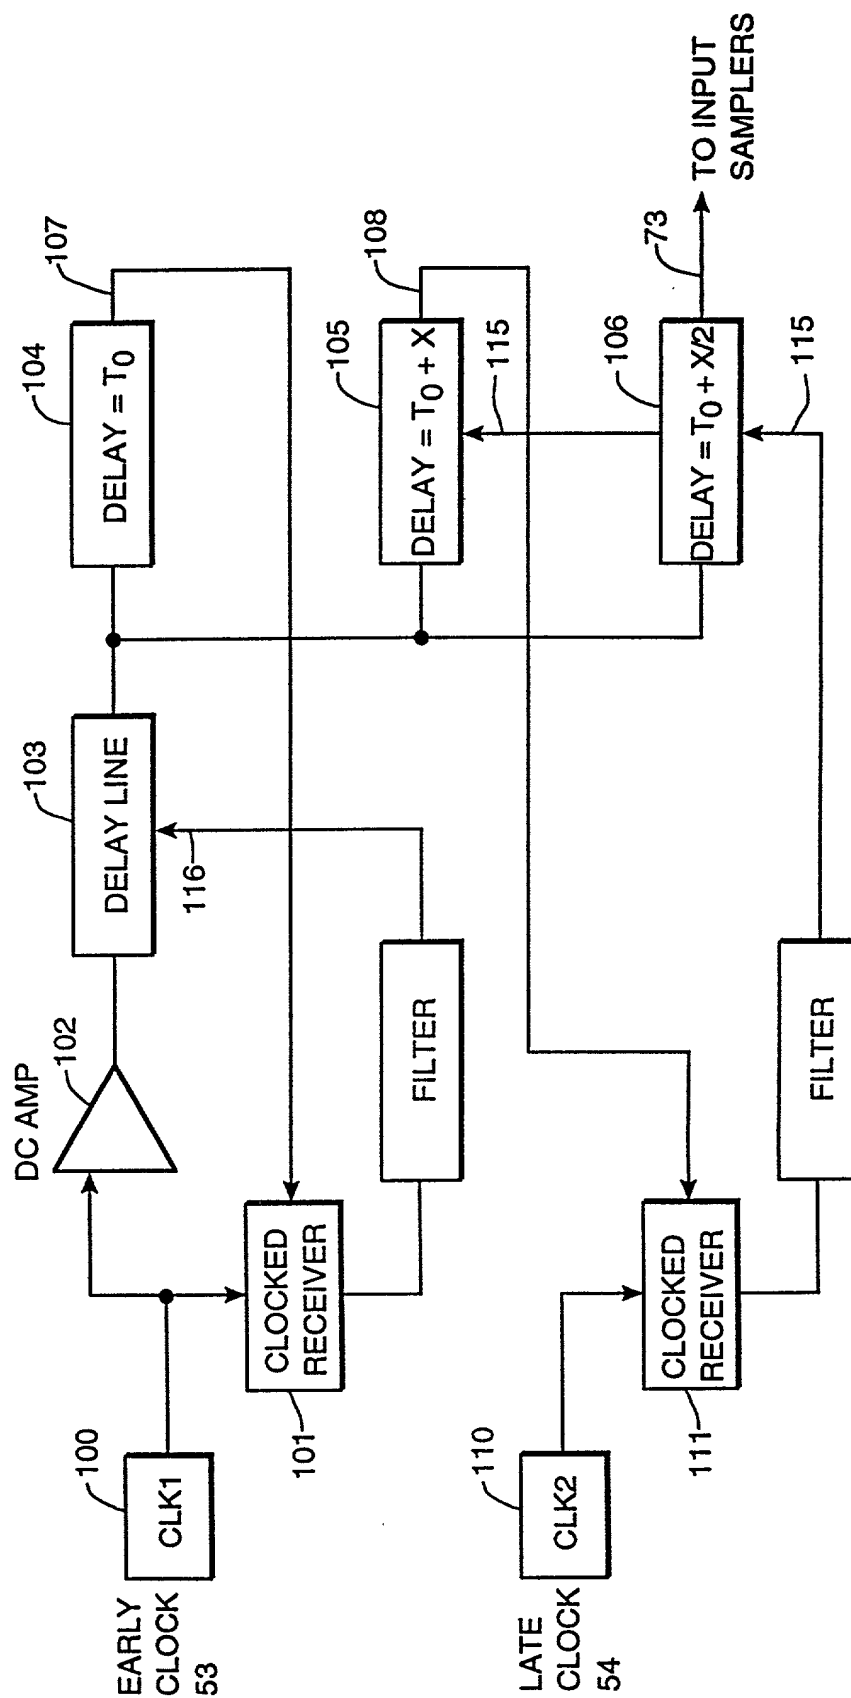 EARLY
CLOCK
53
100
CLK1
DC AMP
102
103
DELAY LINE
104
DELAY = T0
107
CLOCKED
RECEIVER
101
116
FILTER
105
DELAY = T0 + X
108
115
LATE
CLOCK
54
110
CLK2
CLOCKED
RECEIVER
111
106
DELAY = T0 + X/2
73
TO INPUT
SAMPLERS
115
FILTER